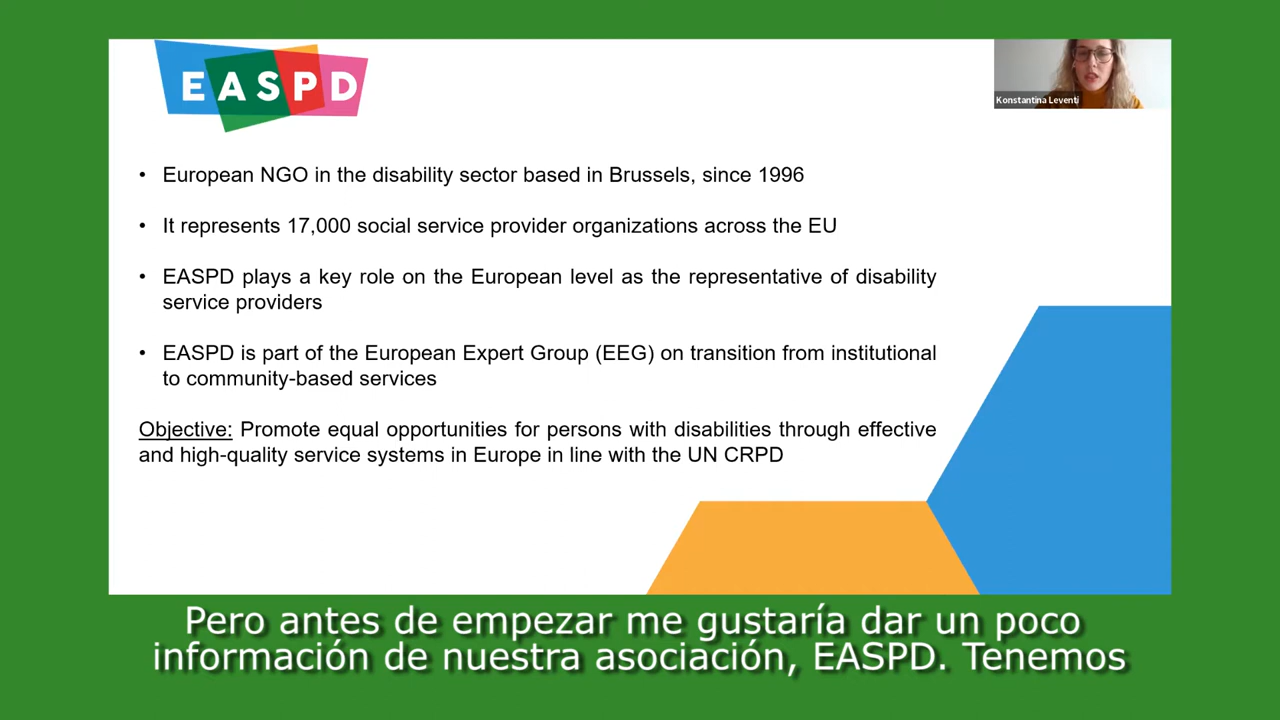 EASPD
Konstantina Leventi
• European NGO in the disability sector based in Brussels, since 1996
• It represents 17,000 social service provider organizations across the EU
• EASPD plays a key role on the European level as the representative of disability
service providers
• EASPD is part of the European Expert Group (EEG) on transition from institutional
to community-based services
Objective: Promote equal opportunities for persons with disabilities through effective
and high-quality service systems in Europe in line with the UN CRPD
Pero antes de empezar me gustaría dar un poco
información de nuestra asociación, EASPD. Tenemos